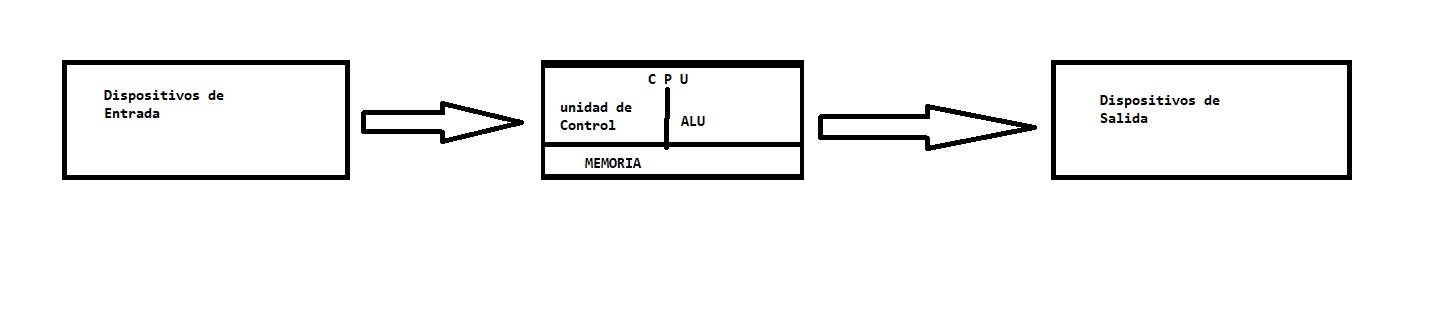 Dispositivos de
Entrada
C P U
unidad de
Control
ALU
MEMORIA
Dispositivos de
Salida